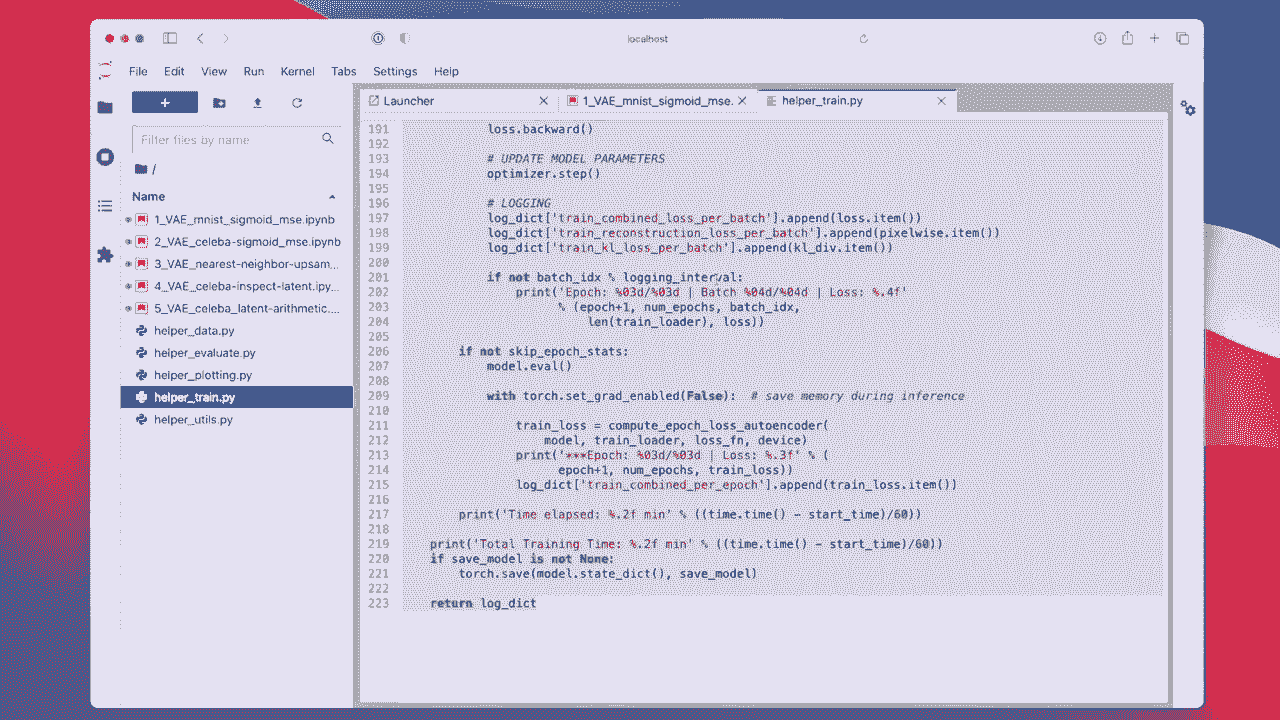 localhost
File Edit View Run Kernel Tabs Settings Help
+
Filter files by name
/
Name
1_VAE_mnist_sigmoid_mse.ipynb
2_VAE_celeba-sigmoid_mse.ipynb
3_VAE_nearest-neighbor-upsam...
4_VAE_celeba-inspect-latent.ipy...
5_VAE_celeba_latent-arithmetic....
helper_data.py
helper_evaluate.py
helper_plotting.py
helper_train.py
helper_utils.py
Launcher 1_VAE_mnist_sigmoid_mse. helper_train.py
191 loss.backward()
192
193 # UPDATE MODEL PARAMETERS
194 optimizer.step()
195
196 # LOGGING
197 log_dict['train_combined_loss_per_batch'].append(loss.item())
198 log_dict['train_reconstruction_loss_per_batch'].append(pixelwise.item())
199 log_dict['train_kl_loss_per_batch'].append(kl_div.item())
200
201 if not batch_idx % logging_interval:
202 print('Epoch: %03d/%03d | Batch %04d/%04d | Loss: %.4f'
203 % (epoch+1, num_epochs, batch_idx,
204 len(train_loader), loss))
205
206 if not skip_epoch_stats:
207 model.eval()
208
209 with torch.set_grad_enabled(False): # save memory during inference
210
211 train_loss = compute_epoch_loss_autoencoder(
212 model, train_loader, loss_fn, device)
213 print('***Epoch: %03d/%03d | Loss: %.3f' % (
214 epoch+1, num_epochs, train_loss))
215 log_dict['train_combined_per_epoch'].append(train_loss.item())
216
217 print('Time elapsed: %.2f min' % ((time.time() - start_time)/60))
218
219 print('Total Training Time: %.2f min' % ((time.time() - start_time)/60))
220 if save_model is not None:
221 torch.save(model.state_dict(), save_model)
222
223 return log_dict